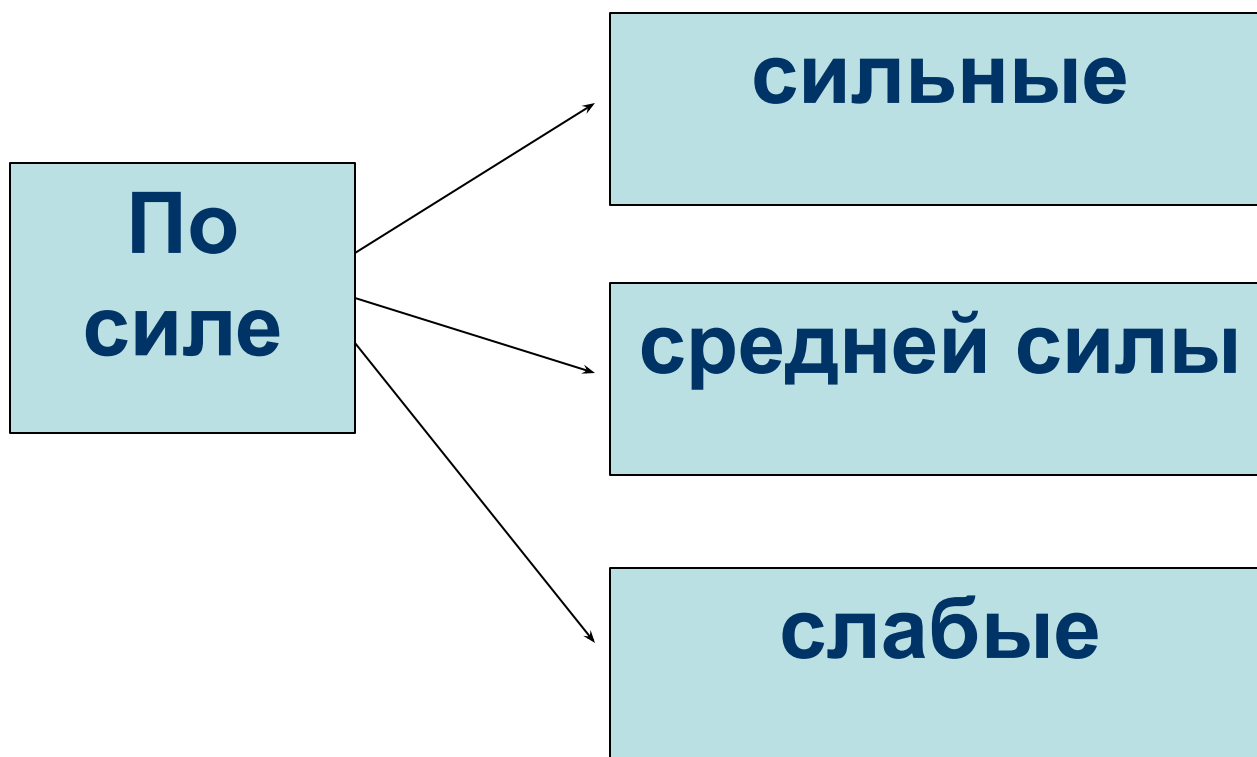 По
силе
сильные
средней силы
слабые